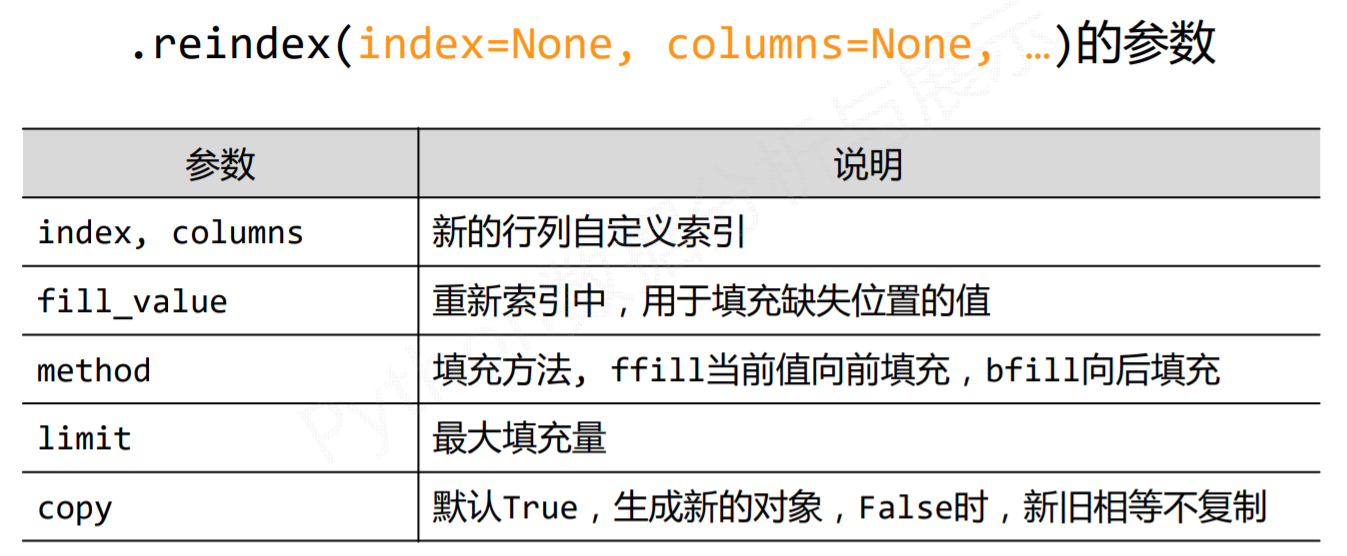 .reindex(index=None, columns=None, …)的参数
参数 说明
index, columns 新的行列自定义索引
fill_value 重新索引中，用于填充缺失位置的值
method 填充方法, ffill当前值向前填充，bfill向后填充
limit 最大填充量
copy 默认True，生成新的对象，False时，新旧相等不复制
Python数据分析与展示